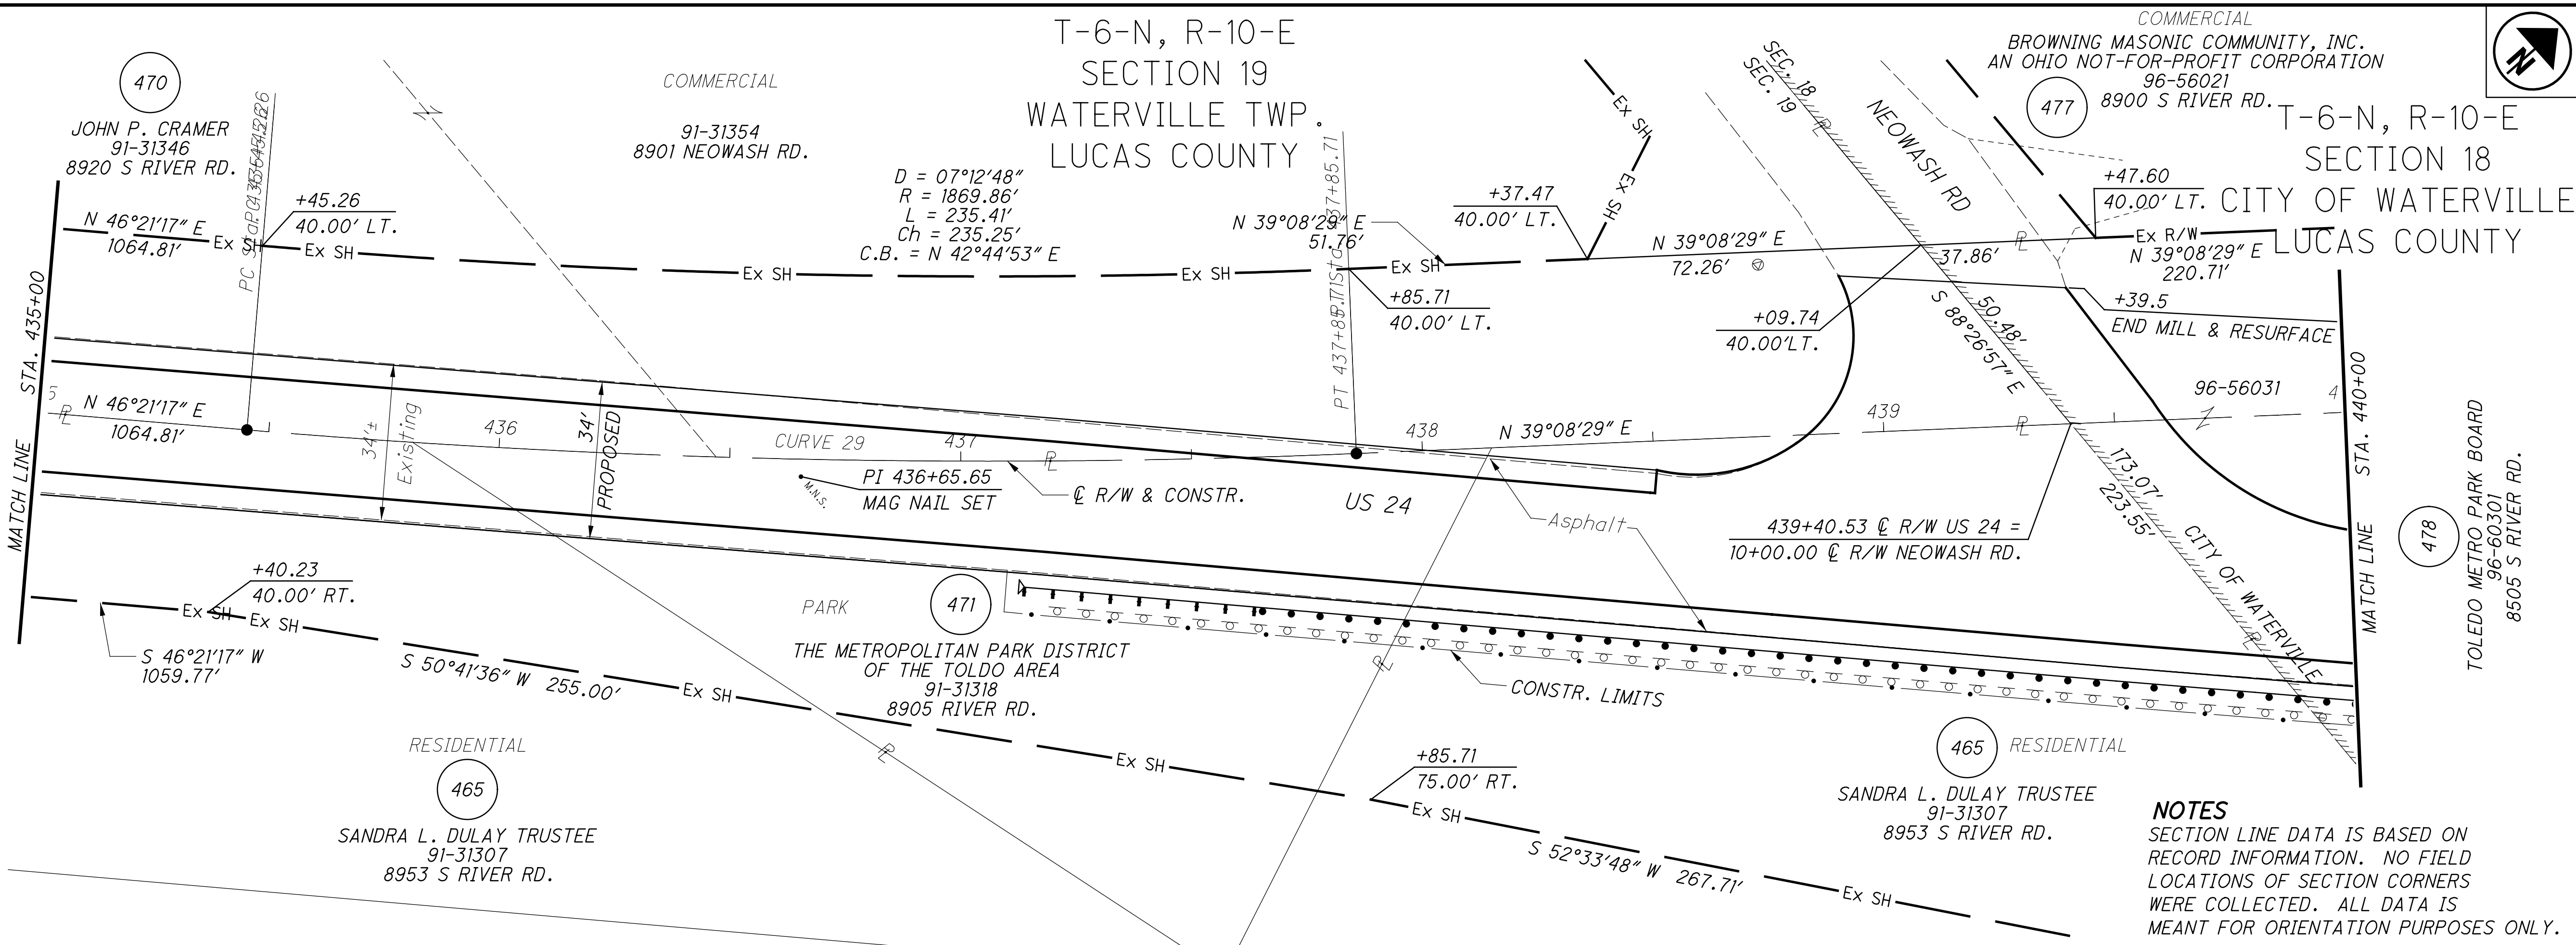 T-6-N, R-10-E
SECTION 19
WATERVILLE TWP.
LUCAS COUNTY
COMMERCIAL
BROWNING MASONIC COMMUNITY, INC.
AN OHIO NOT-FOR-PROFIT CORPORATION
96-56021
8900 S RIVER RD.
477
N
T-6-N, R-10-E
SECTION 18
CITY OF WATERVILLE
LUCAS COUNTY
470
JOHN P. CRAMER
91-31346
8920 S RIVER RD.
COMMERCIAL
91-31354
8901 NEOWASH RD.
D = 07°12'48"
R = 1869.86'
L = 235.41'
Ch = 235.25'
C.B. = N 42°44'53" E
SEC. 18
SEC. 19
NEOWASH RD
N 46°21'17" E
1064.81'
Ex SH
+45.26
40.00' LT.
Ex SH
Ex SH
Ex SH
N 39°08'29" E
51.76'
Ex SH
+85.71
40.00' LT.
+37.47
40.00' LT.
Ex SH
Ex SH
N 39°08'29" E
72.26'
37.86'
+47.60
40.00' LT.
Ex R/W
N 39°08'29" E
220.71'
+39.5
END MILL & RESURFACE
+09.74
40.00'LT.
50.48'
S 88°26'57" E
MATCH LINE STA. 435+00
5
PL
N 46°21'17" E
1064.81'
34'±
Existing
436
34'
PROPOSED
CURVE 29
437
PL
PI 436+65.65
MAG NAIL SET
M.N.S.
CL R/W & CONSTR.
438
N 39°08'29" E
US 24
Asphalt
439
PL
96-56031
4
439+40.53 CL R/W US 24 =
10+00.00 CL R/W NEOWASH RD.
173.07'
223.55'
CITY OF WATERVILLE
MATCH LINE STA. 440+00
478
TOLEDO METRO PARK BOARD
96-60301
8505 S RIVER RD.
+40.23
40.00' RT.
Ex SH
Ex SH
S 46°21'17" W
1059.77'
S 50°41'36" W 255.00'
Ex SH
PARK
471
THE METROPOLITAN PARK DISTRICT
OF THE TOLDO AREA
91-31318
8905 RIVER RD.
PL
PL
CONSTR. LIMITS
Ex SH
+85.71
75.00' RT.
Ex SH
S 52°33'48" W 267.71'
Ex SH
RESIDENTIAL
465
SANDRA L. DULAY TRUSTEE
91-31307
8953 S RIVER RD.
465
RESIDENTIAL
SANDRA L. DULAY TRUSTEE
91-31307
8953 S RIVER RD.
NOTES
SECTION LINE DATA IS BASED ON
RECORD INFORMATION. NO FIELD
LOCATIONS OF SECTION CORNERS
WERE COLLECTED. ALL DATA IS
MEANT FOR ORIENTATION PURPOSES ONLY.